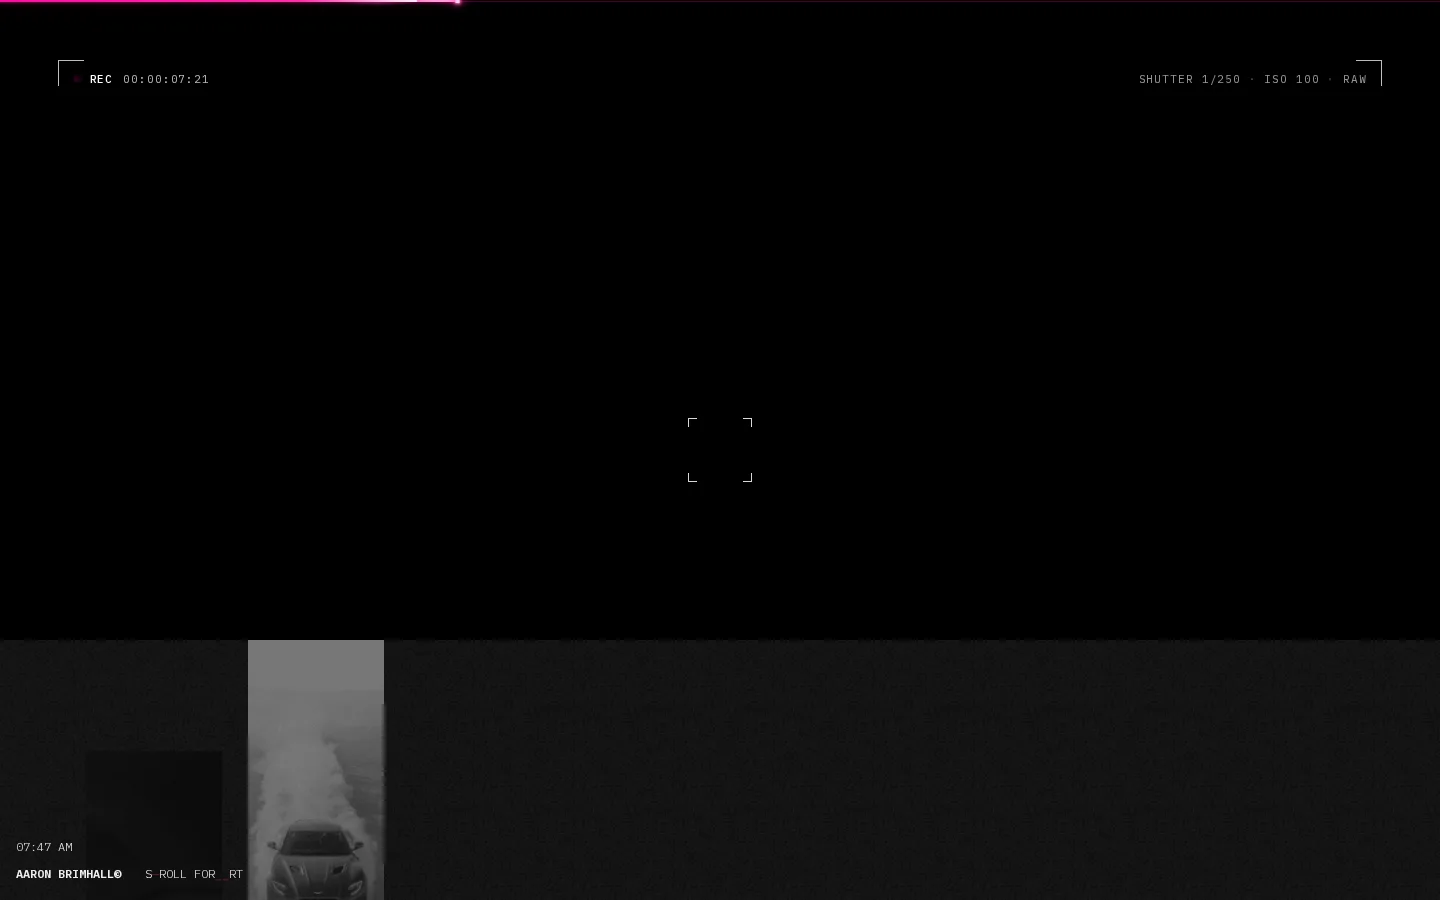 REC 00:00:07:21
SHUTTER 1/250 · ISO 100 · RAW
07:47 AM
AARON BRIMHALL© S ROLL FOR RT